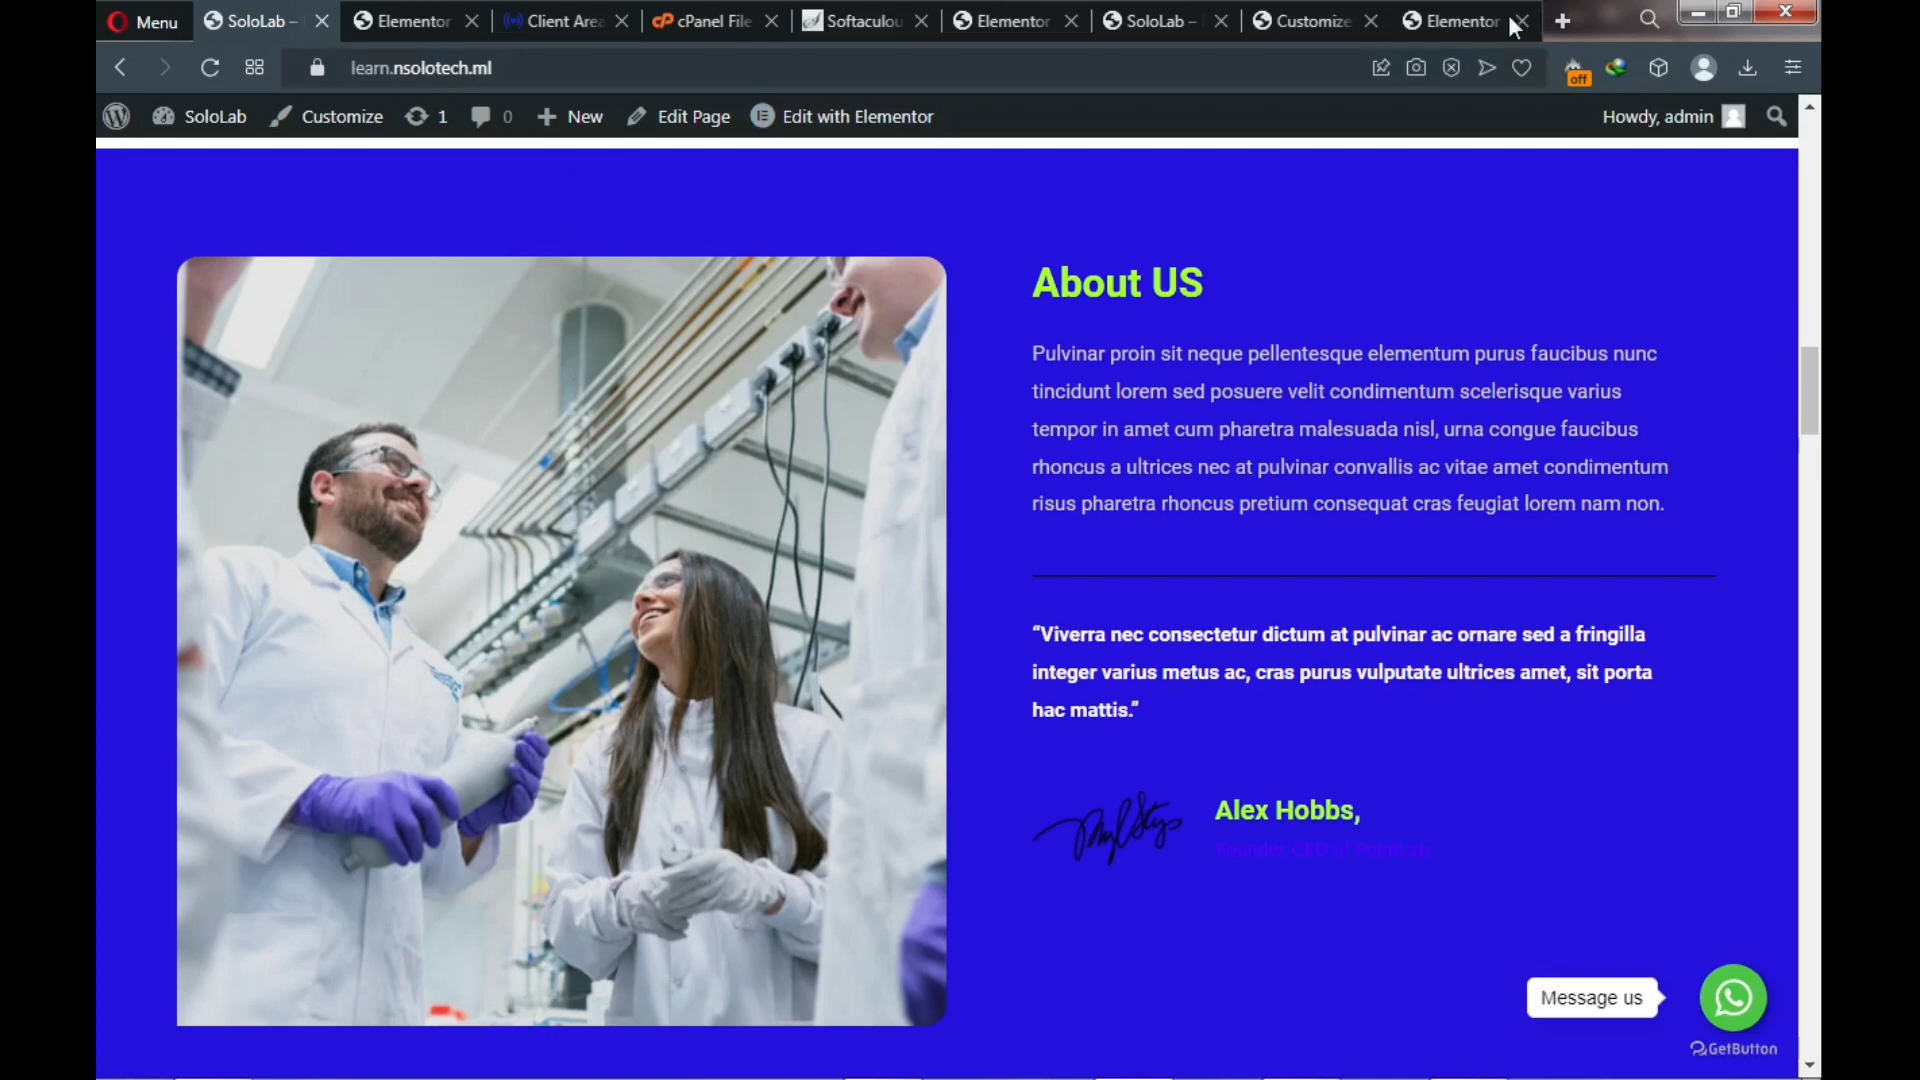 Menu
SoloLab –
Elementor
Client Area
cPanel File
Softaculou
Elementor
SoloLab –
Customize
Elementor
learn.nsolotech.ml
off
SoloLab
Customize
1
0
New
Edit Page
Edit with Elementor
Howdy, admin
About US
Pulvinar proin sit neque pellentesque elementum purus faucibus nunc
tincidunt lorem sed posuere velit condimentum scelerisque varius
tempor in amet cum pharetra malesuada nisl, urna congue faucibus
rhoncus a ultrices nec at pulvinar convallis ac vitae amet condimentum
risus pharetra rhoncus pretium consequat cras feugiat lorem nam non.
“Viverra nec consectetur dictum at pulvinar ac ornare sed a fringilla
integer varius metus ac, cras purus vulputate ultrices amet, sit porta
hac mattis.”
Alex Hobbs,
Founder CEO of PointLab
Message us
GetButton